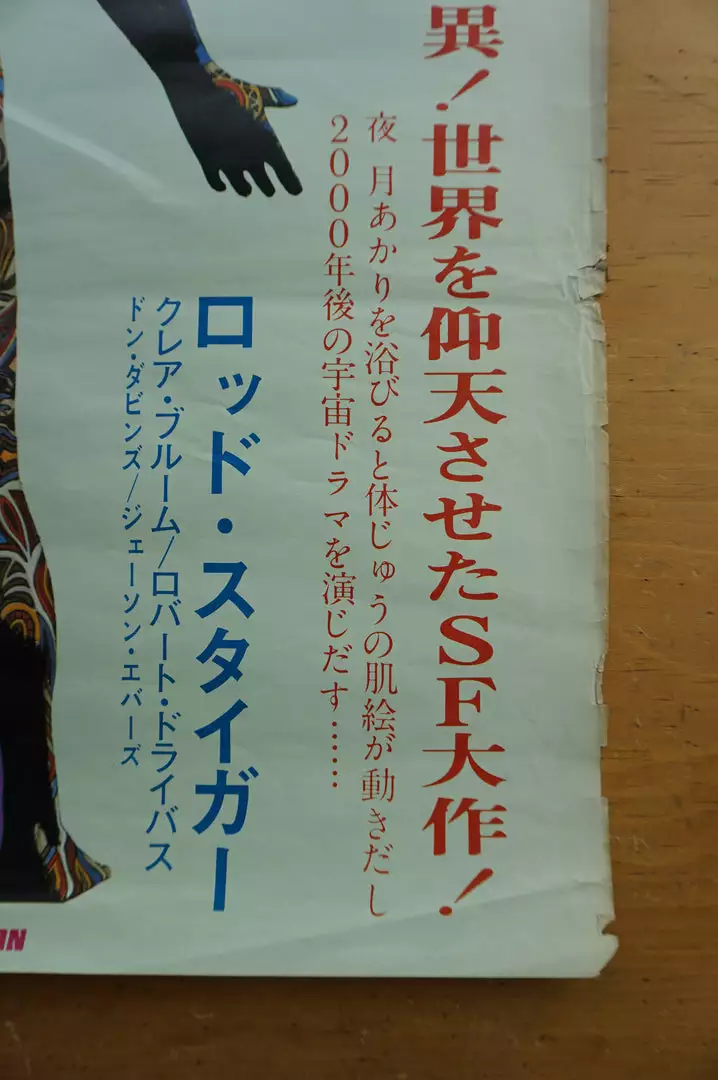 異!世界を仰天させたSF大作!
夜 月あかりを浴びると体じゅうの肌絵が動きだし
2000年後の宇宙ドラマを演じだす……
ロッド・スタイガー
クレア・ブルーム/ロバート・ドライバス
ドン・ダビンズ/ジェーソン・エバーズ